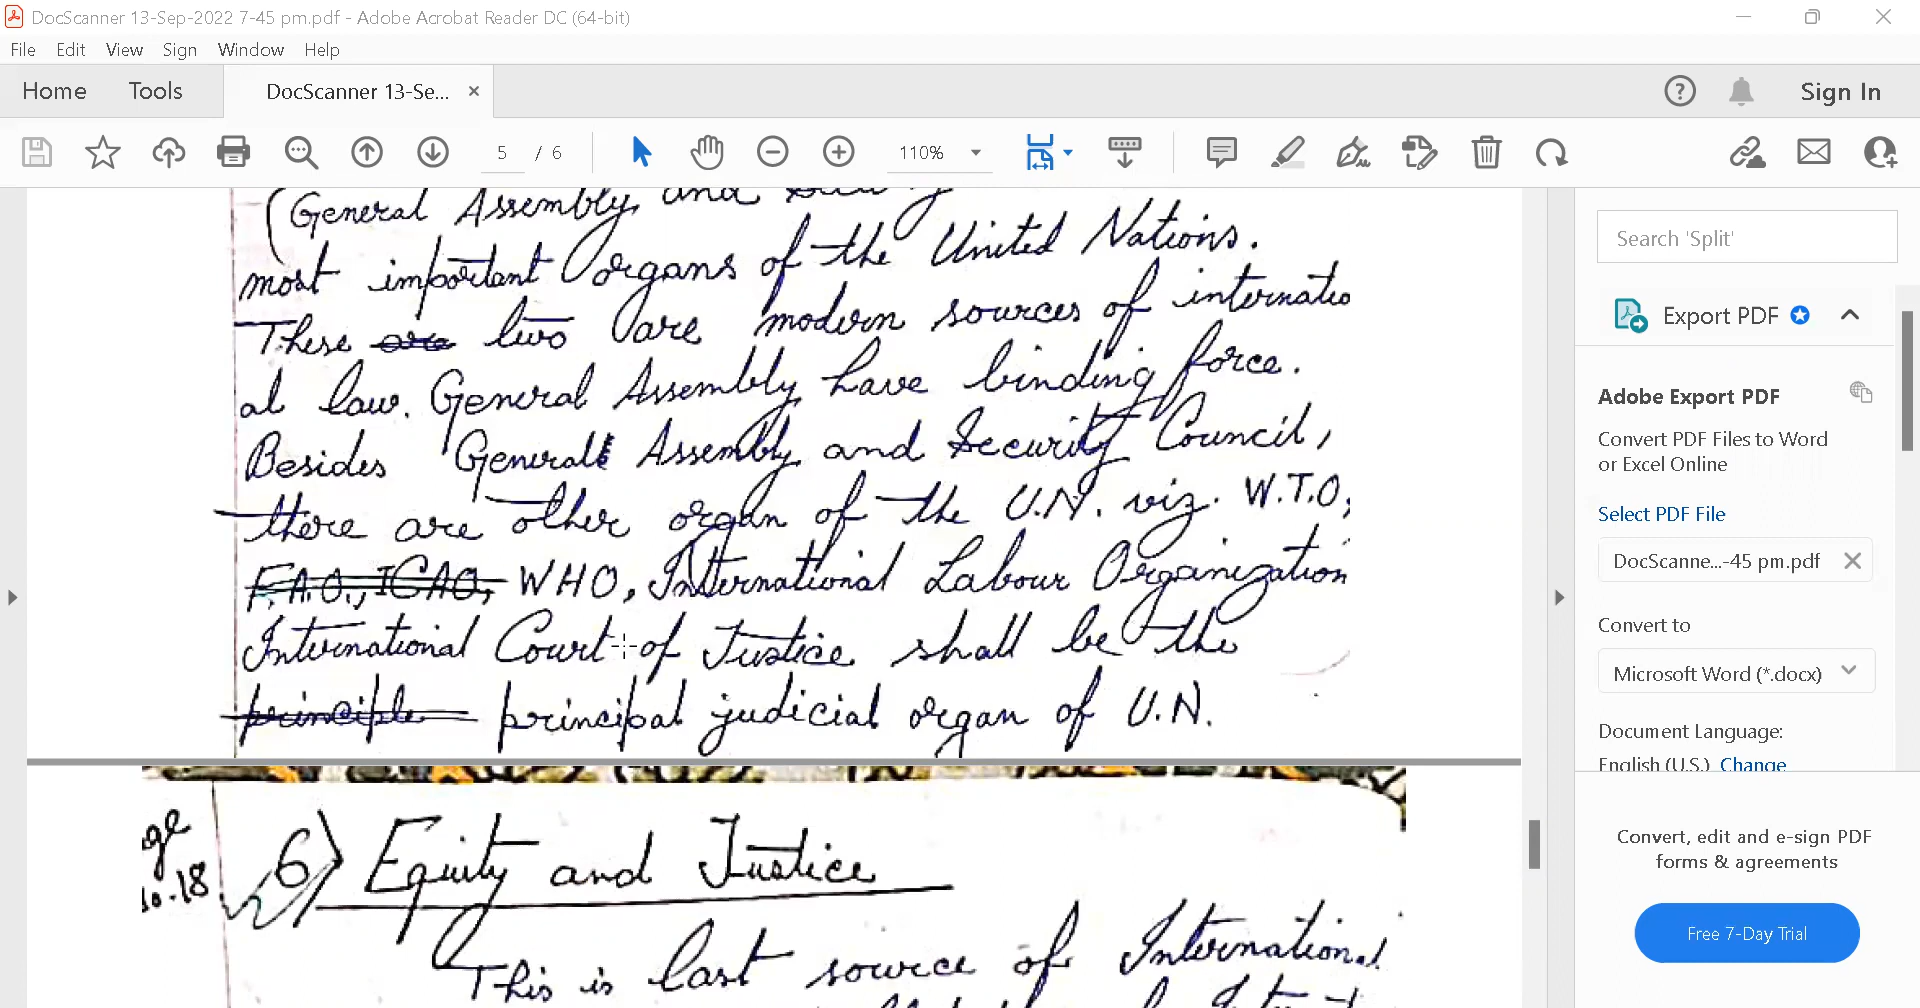 DocScanner 13-Sep-2022 7-45 pm.pdf - Adobe Acrobat Reader DC (64-bit)
File Edit View Sign Window Help
Home Tools DocScanner 13-Se... × ? Sign In
5 / 6 110%
(General Assembly and
most important organs of the United Nations.
These are two are modern sources of internatio
al law. General Assembly have binding force.
Besides General Assembly and Security Council,
there are other organ of the U.N. viz. W.T.O,
F.A.O., ICAO, WHO, International Labour Organization
International Court of Justice shall be the
principle principal judicial organ of U.N.
ge
no.18
6) Equity and Justice
This is last source of International
Search 'Split'
Export PDF
Adobe Export PDF
Convert PDF Files to Word
or Excel Online
Select PDF File
DocScanne...-45 pm.pdf
Convert to
Microsoft Word (*.docx)
Document Language:
English (U.S.) Change
Convert, edit and e-sign PDF
forms & agreements
Free 7-Day Trial